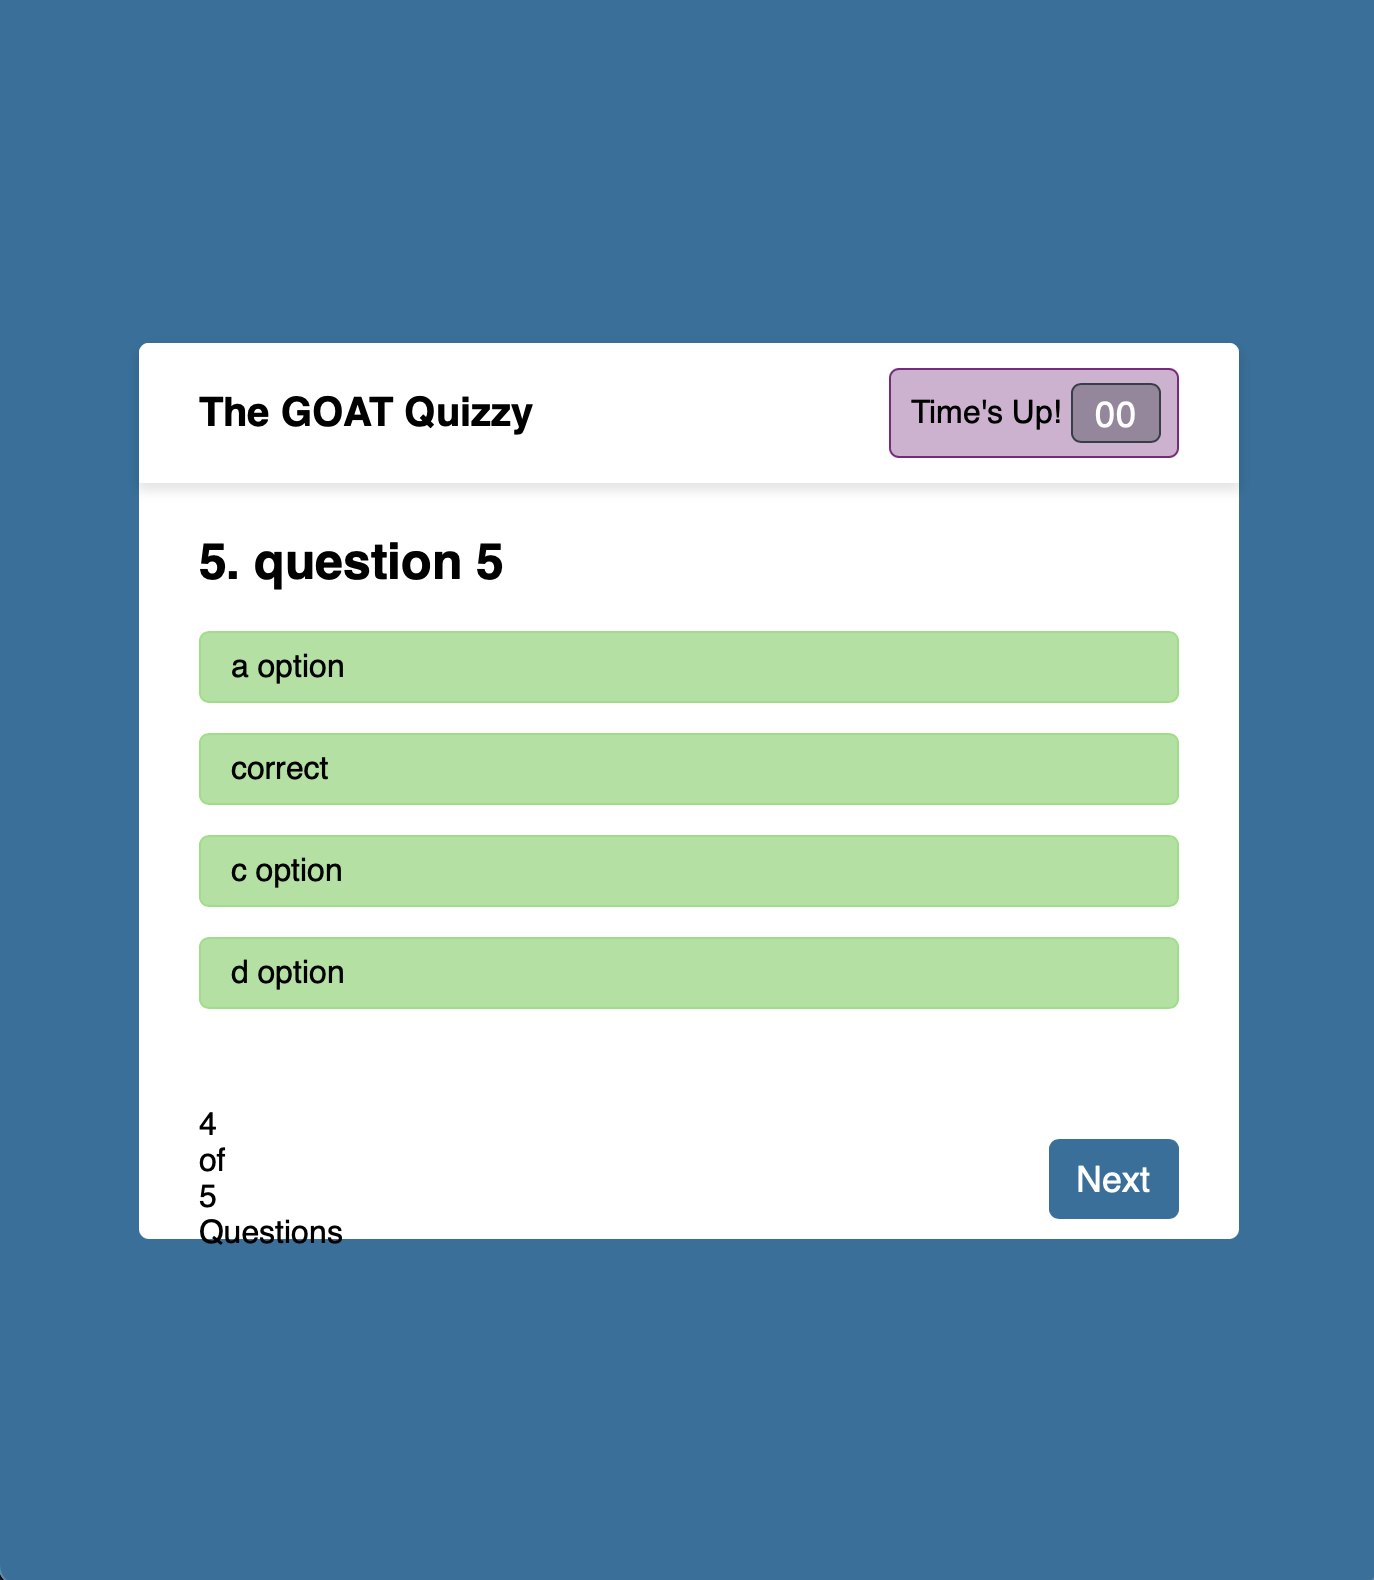 The GOAT Quizzy
Time's Up! 00
5. question 5
a option
correct
c option
d option
4
of
5
Questions
Next